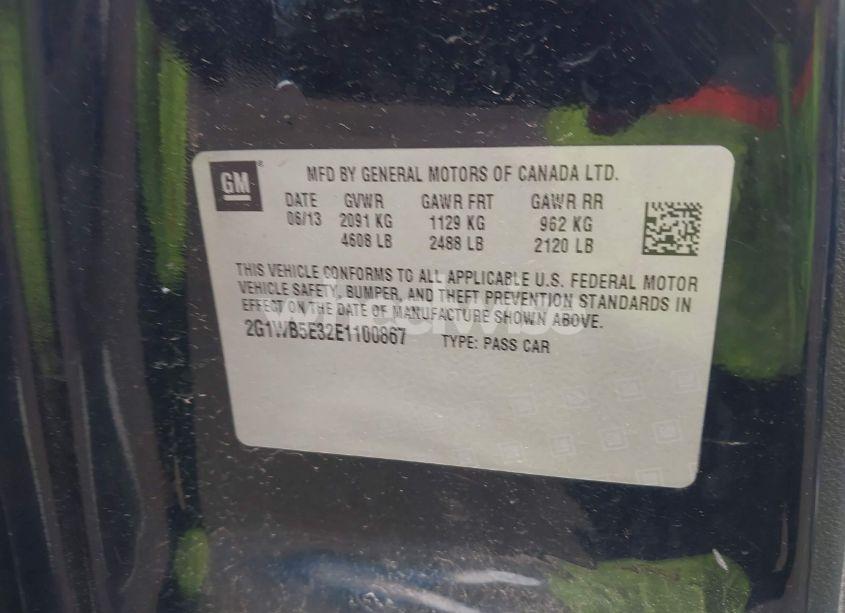 GM
MFD BY GENERAL MOTORS OF CANADA LTD.
DATE GVWR GAWR FRT GAWR RR
06/13 2091 KG 1129 KG 962 KG
4608 LB 2488 LB 2120 LB
THIS VEHICLE CONFORMS TO ALL APPLICABLE U.S. FEDERAL MOTOR
VEHICLE SAFETY, BUMPER, AND THEFT PREVENTION STANDARDS IN
EFFECT ON THE DATE OF MANUFACTURE SHOWN ABOVE.
2G1WB5E32E1100867 TYPE: PASS CAR